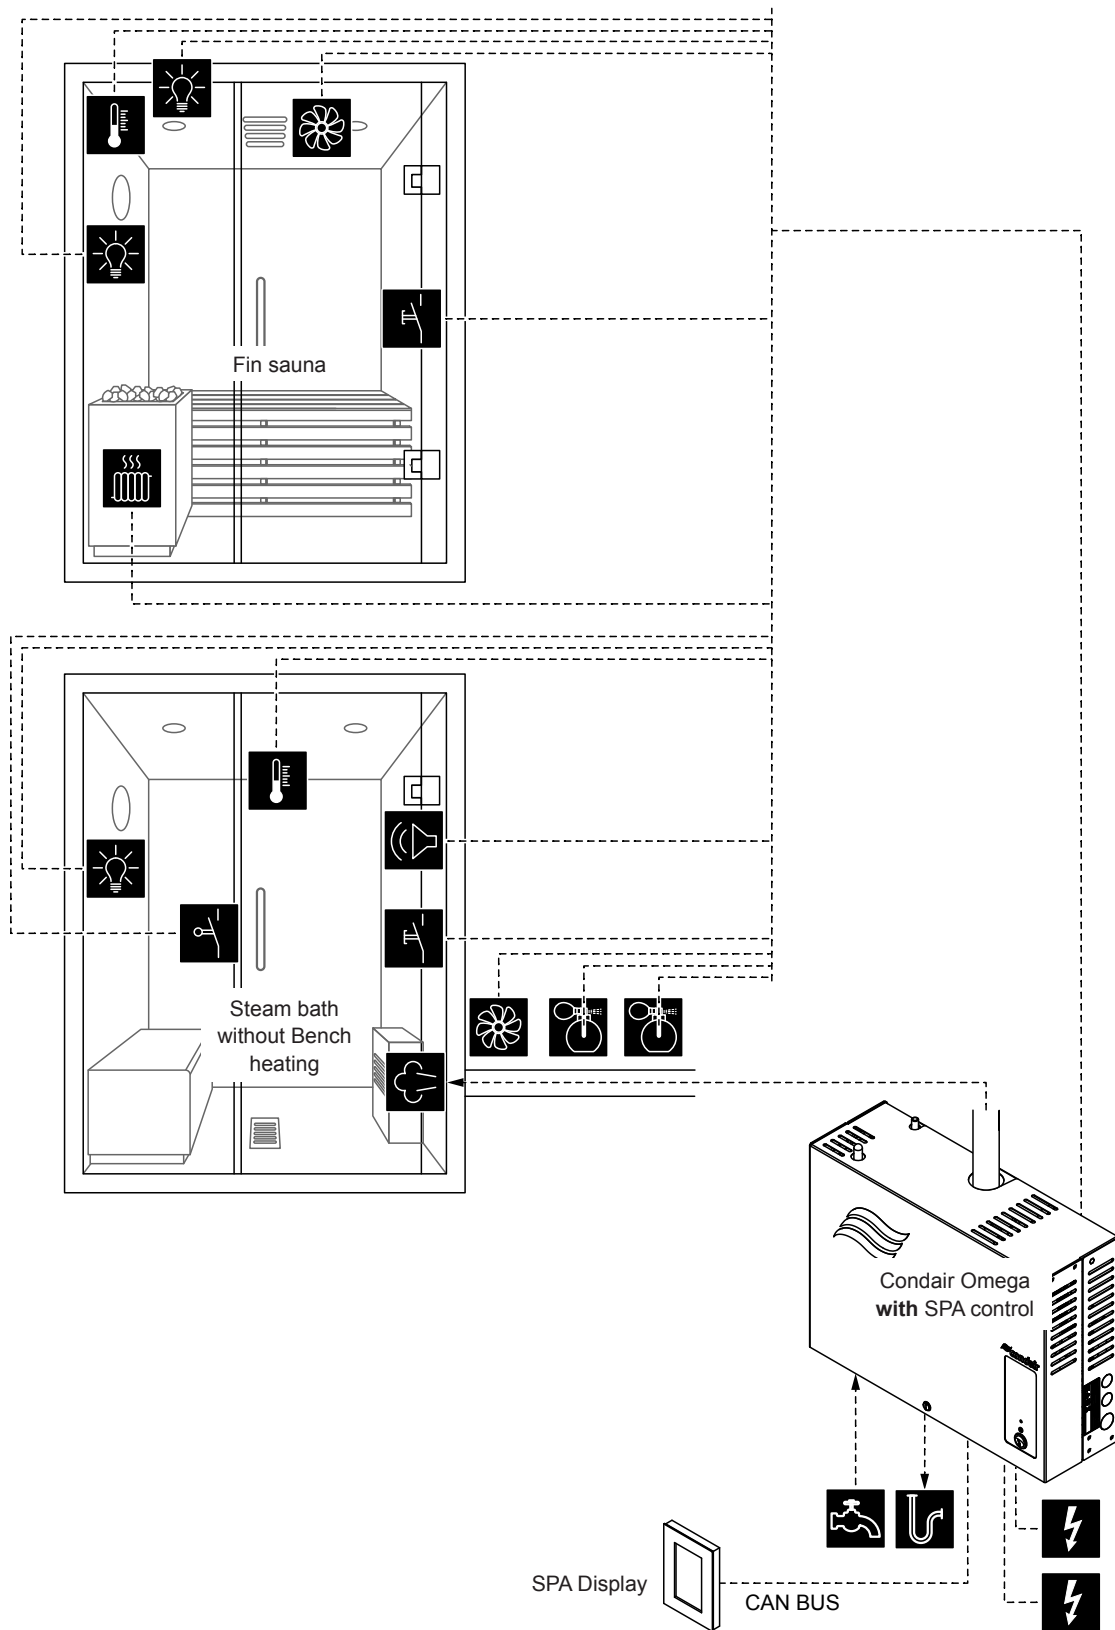 Fin sauna
Steam bath
without Bench
heating
Condair Omega
with SPA control
SPA Display
CAN BUS